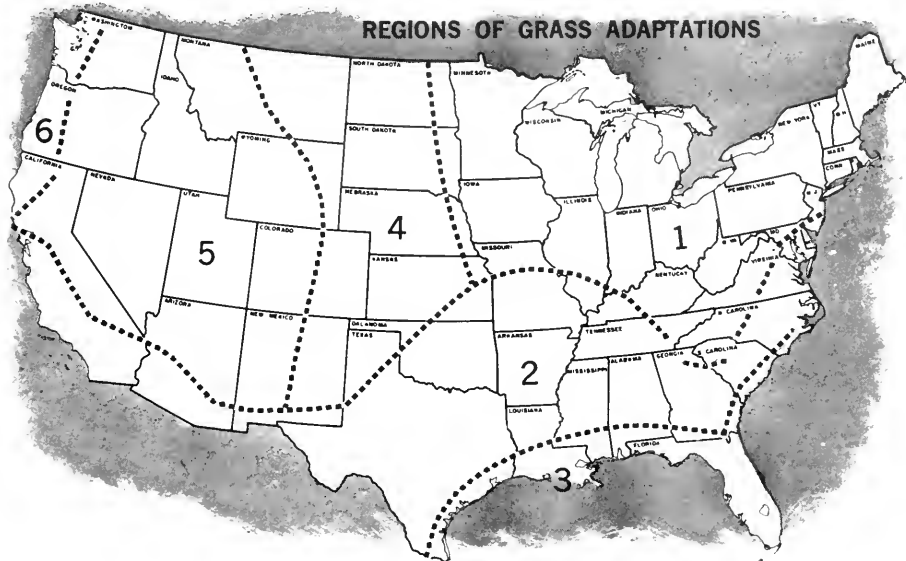 REGIONS OF GRASS ADAPTATIONS
WASHINGTON
MONTANA
NORTH DAKOTA
MINNESOTA
MAINE
OREGON
IDAHO
WISCONSIN
MICHIGAN
NEW YORK
VT
N H
MASS
CONN
6
SOUTH DAKOTA
WYOMING
CALIFORNIA
NEVADA
UTAH
NEBRASKA
IOWA
ILLINOIS
INDIANA
OHIO
PENNSYLVANIA
N J
4
1
5
COLORADO
KANSAS
MISSOURI
KENTUCKY
VIRGINIA
MD
ARIZONA
NEW MEXICO
OKLAHOMA
TEXAS
ARKANSAS
TENNESSEE
N CAROLINA
S CAROLINA
2
MISSISSIPPI
ALABAMA
GEORGIA
LOUISIANA
FLORIDA
3